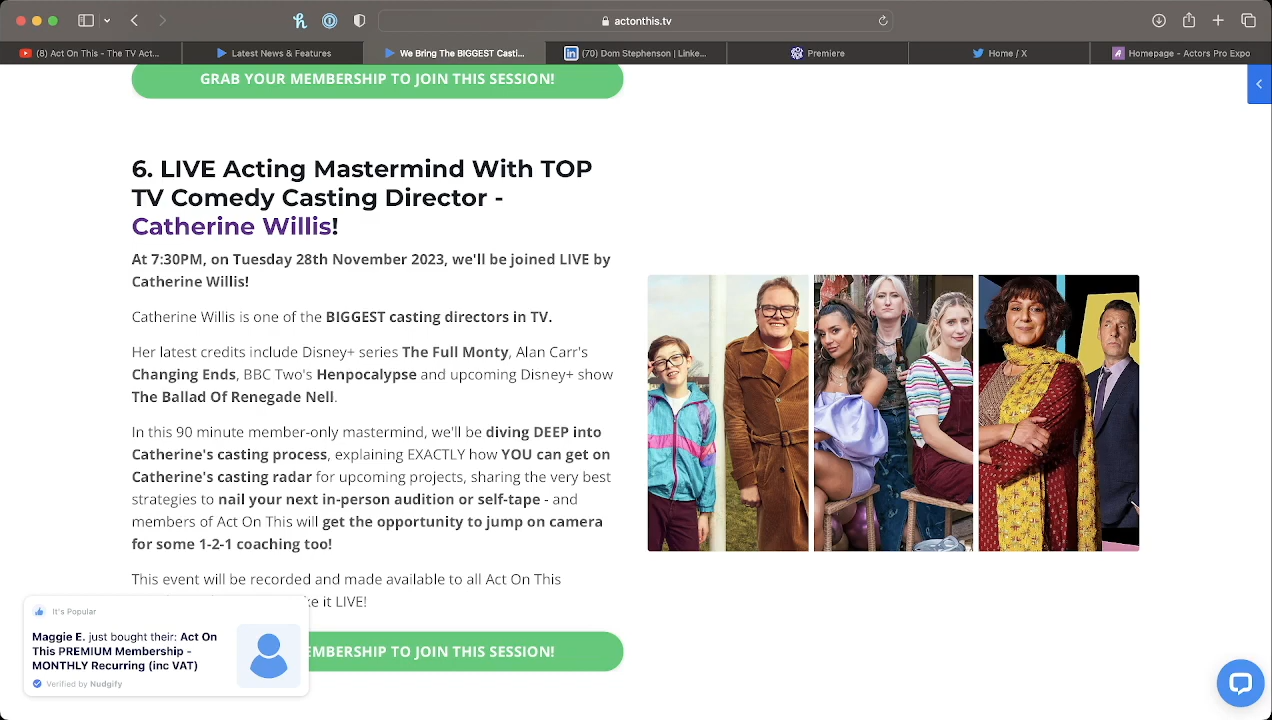 actonthis.tv
(8) Act On This - The TV Act...
Latest News & Features
We Bring The BIGGEST Casti...
(70) Dom Stephenson | Linke...
Premiere
Home / X
Homepage - Actors Pro Expo
GRAB YOUR MEMBERSHIP TO JOIN THIS SESSION!
6. LIVE Acting Mastermind With TOP
TV Comedy Casting Director -
Catherine Willis!
At 7:30PM, on Tuesday 28th November 2023, we'll be joined LIVE by
Catherine Willis!
Catherine Willis is one of the BIGGEST casting directors in TV.
Her latest credits include Disney+ series The Full Monty, Alan Carr's
Changing Ends, BBC Two's Henpocalypse and upcoming Disney+ show
The Ballad Of Renegade Nell.
In this 90 minute member-only mastermind, we'll be diving DEEP into
Catherine's casting process, explaining EXACTLY how YOU can get on
Catherine's casting radar for upcoming projects, sharing the very best
strategies to nail your next in-person audition or self-tape - and
members of Act On This will get the opportunity to jump on camera
for some 1-2-1 coaching too!
This event will be recorded and made available to all Act On This
ke it LIVE!
EMBERSHIP TO JOIN THIS SESSION!
It's Popular
Maggie E. just bought their: Act On
This PREMIUM Membership -
MONTHLY Recurring (inc VAT)
Verified by Nudgify